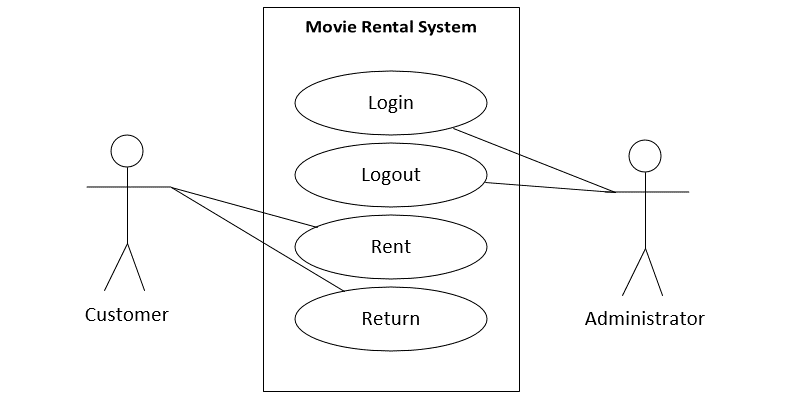 Movie Rental System
Login
Logout
Rent
Return
Customer
Administrator